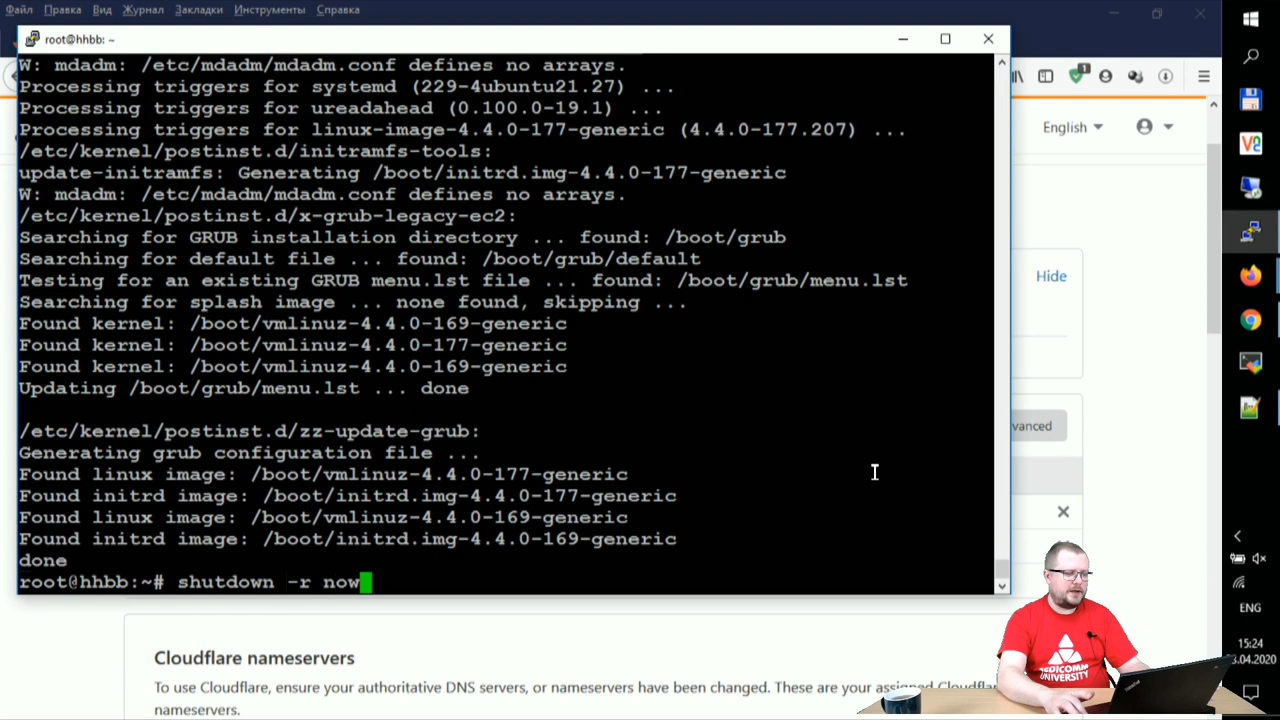 Файл Правка Вид Журнал Закладки Инструменты Справка
root@hhbb: ~
W: mdadm: /etc/mdadm/mdadm.conf defines no arrays.
Processing triggers for systemd (229-4ubuntu21.27) ...
Processing triggers for ureadahead (0.100.0-19.1) ...
Processing triggers for linux-image-4.4.0-177-generic (4.4.0-177.207) ...
/etc/kernel/postinst.d/initramfs-tools:
update-initramfs: Generating /boot/initrd.img-4.4.0-177-generic
W: mdadm: /etc/mdadm/mdadm.conf defines no arrays.
/etc/kernel/postinst.d/x-grub-legacy-ec2:
Searching for GRUB installation directory ... found: /boot/grub
Searching for default file ... found: /boot/grub/default
Testing for an existing GRUB menu.lst file ... found: /boot/grub/menu.lst
Searching for splash image ... none found, skipping ...
Found kernel: /boot/vmlinuz-4.4.0-169-generic
Found kernel: /boot/vmlinuz-4.4.0-177-generic
Found kernel: /boot/vmlinuz-4.4.0-169-generic
Updating /boot/grub/menu.lst ... done
/etc/kernel/postinst.d/zz-update-grub:
Generating grub configuration file ...
Found linux image: /boot/vmlinuz-4.4.0-177-generic
Found initrd image: /boot/initrd.img-4.4.0-177-generic
Found linux image: /boot/vmlinuz-4.4.0-169-generic
Found initrd image: /boot/initrd.img-4.4.0-169-generic
done
root@hhbb:~# shutdown -r now
1
English
Hide
vanced
Cloudflare nameservers
To use Cloudflare, ensure your authoritative DNS servers, or nameservers have been changed. These are your assigned Cloudfla
nameservers.
UNIVERSITY
ENG
15:24
3.04.2020